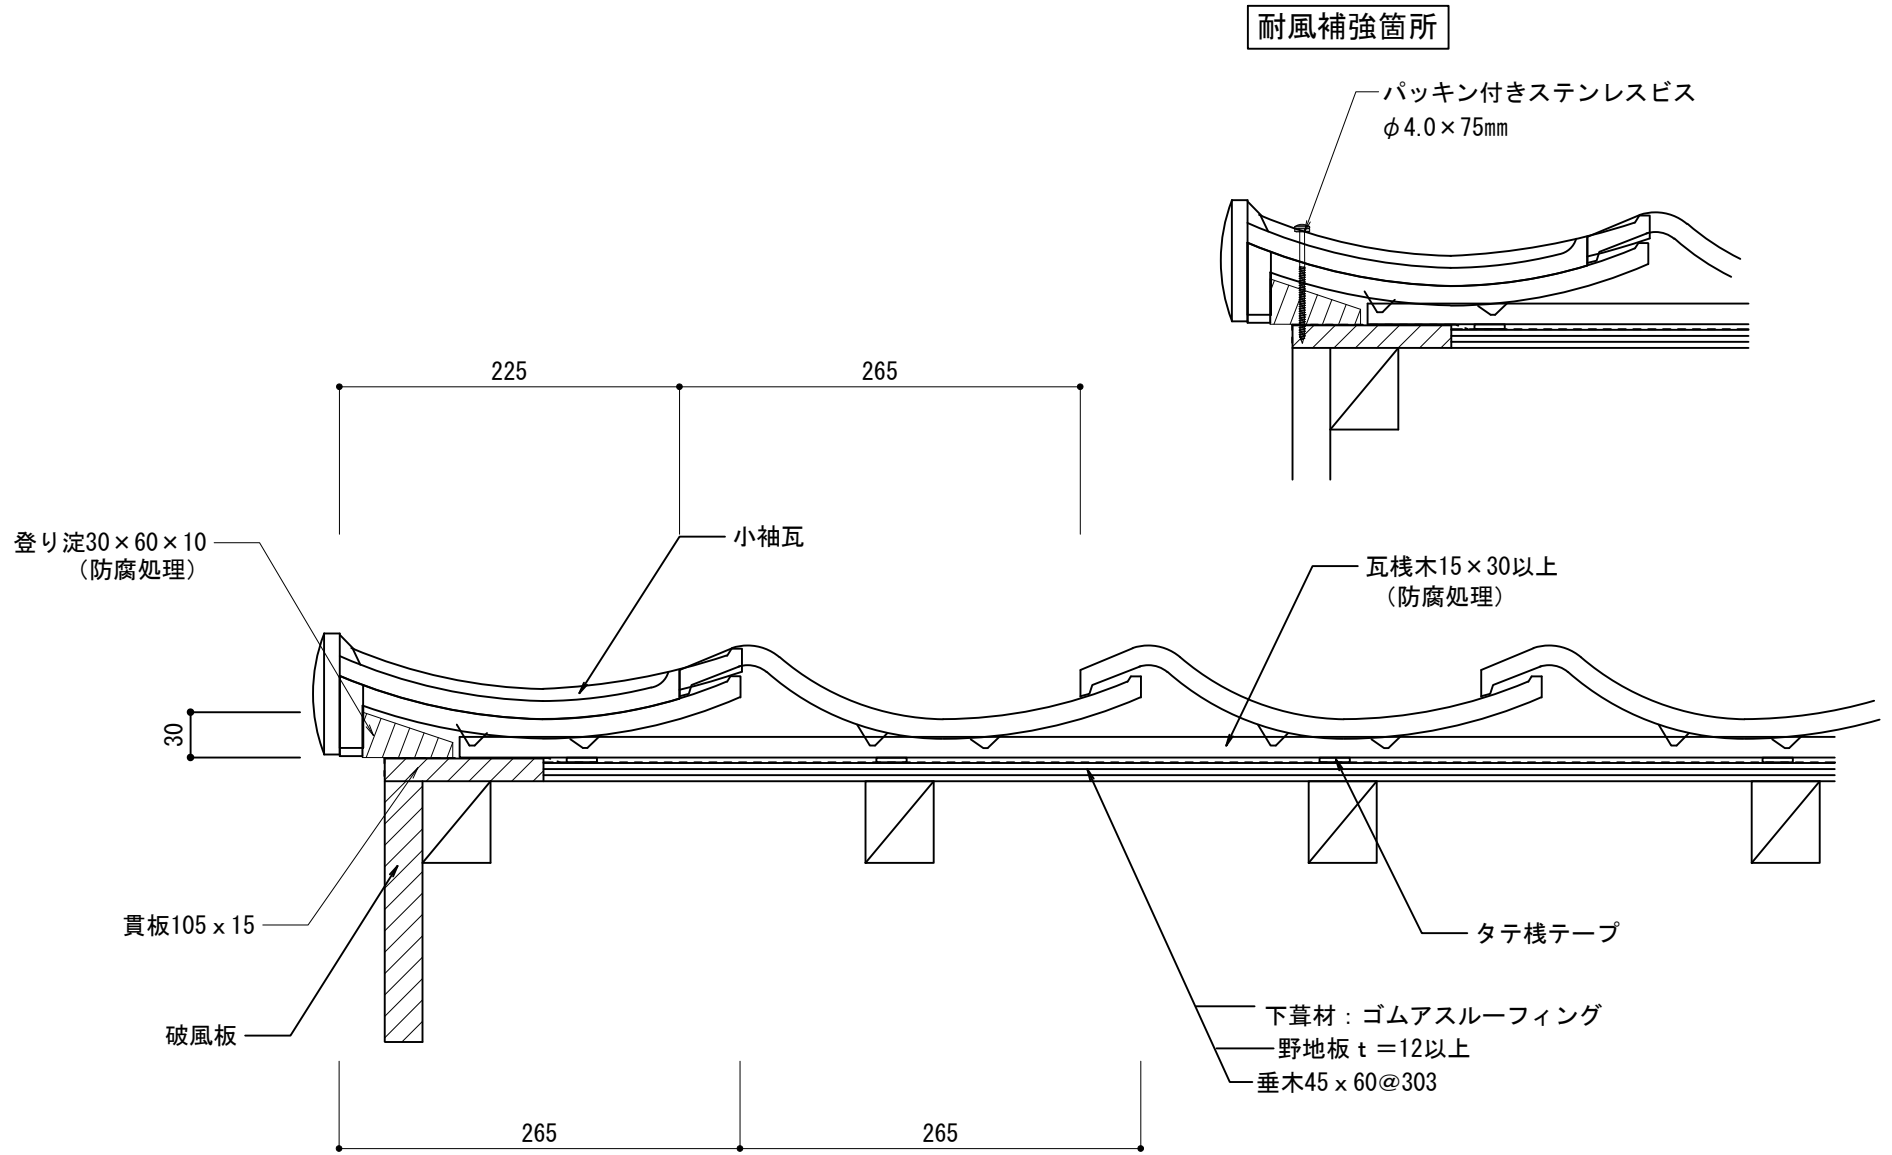 耐風補強箇所
パッキン付きステンレスビス
φ4.0×75mm
225
265
登り淀30×60×10
（防腐処理）
小袖瓦
瓦桟木15×30以上
（防腐処理）
30
貫板105x15
タテ桟テープ
破風板
下葺材：ゴムアスルーフィング
野地板ｔ＝12以上
垂木45x60@303
265
265